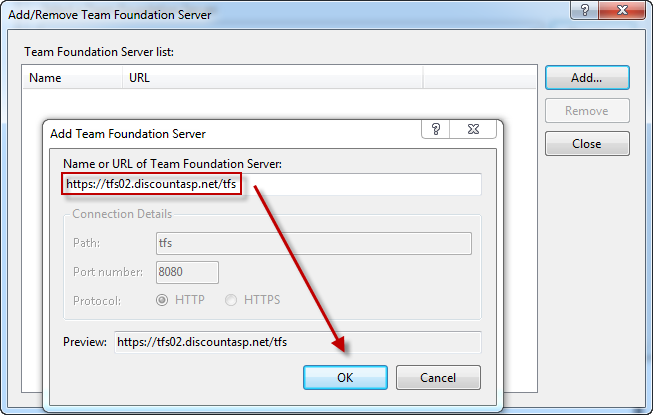 Add/Remove Team Foundation Server
Team Foundation Server list:
Name URL
Add...
Remove
Close
Add Team Foundation Server
Name or URL of Team Foundation Server:
https://tfs02.discountasp.net/tfs
Connection Details
Path: tfs
Port number: 8080
Protocol: HTTP HTTPS
Preview: https://tfs02.discountasp.net/tfs
OK Cancel